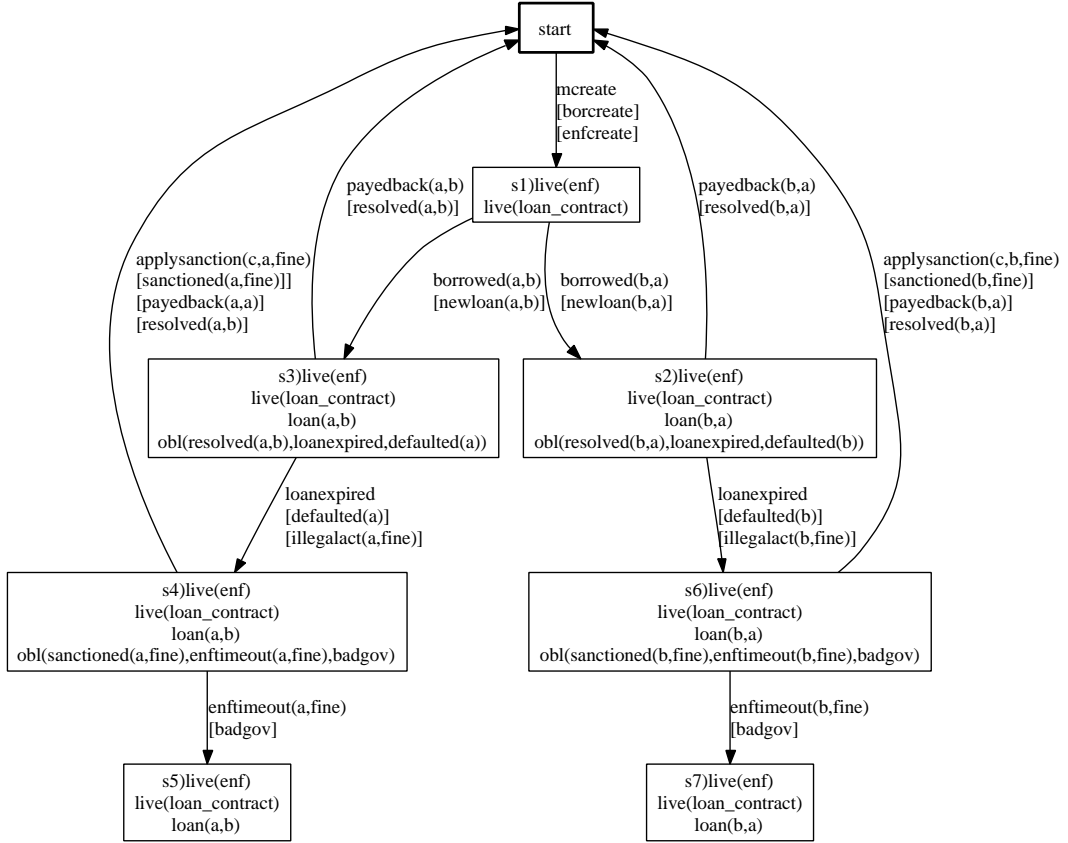 start
mcreate
[borcreate]
[enfcreate]
s1)live(enf)
live(loan_contract)
payedback(a,b)
[resolved(a,b)]
payedback(b,a)
[resolved(b,a)]
applysanction(c,a,fine)
[sanctioned(a,fine)]]
[payedback(a,a)]
[resolved(a,b)]
borrowed(a,b)
[newloan(a,b)]
borrowed(b,a)
[newloan(b,a)]
applysanction(c,b,fine)
[sanctioned(b,fine)]
[payedback(b,a)]
[resolved(b,a)]
s3)live(enf)
live(loan_contract)
loan(a,b)
obl(resolved(a,b),loanexpired,defaulted(a))
s2)live(enf)
live(loan_contract)
loan(b,a)
obl(resolved(b,a),loanexpired,defaulted(b))
loanexpired
[defaulted(a)]
[illegalact(a,fine)]
loanexpired
[defaulted(b)]
[illegalact(b,fine)]
s4)live(enf)
live(loan_contract)
loan(a,b)
obl(sanctioned(a,fine),enftimeout(a,fine),badgov)
s6)live(enf)
live(loan_contract)
loan(b,a)
obl(sanctioned(b,fine),enftimeout(b,fine),badgov)
enftimeout(a,fine)
[badgov]
enftimeout(b,fine)
[badgov]
s5)live(enf)
live(loan_contract)
loan(a,b)
s7)live(enf)
live(loan_contract)
loan(b,a)